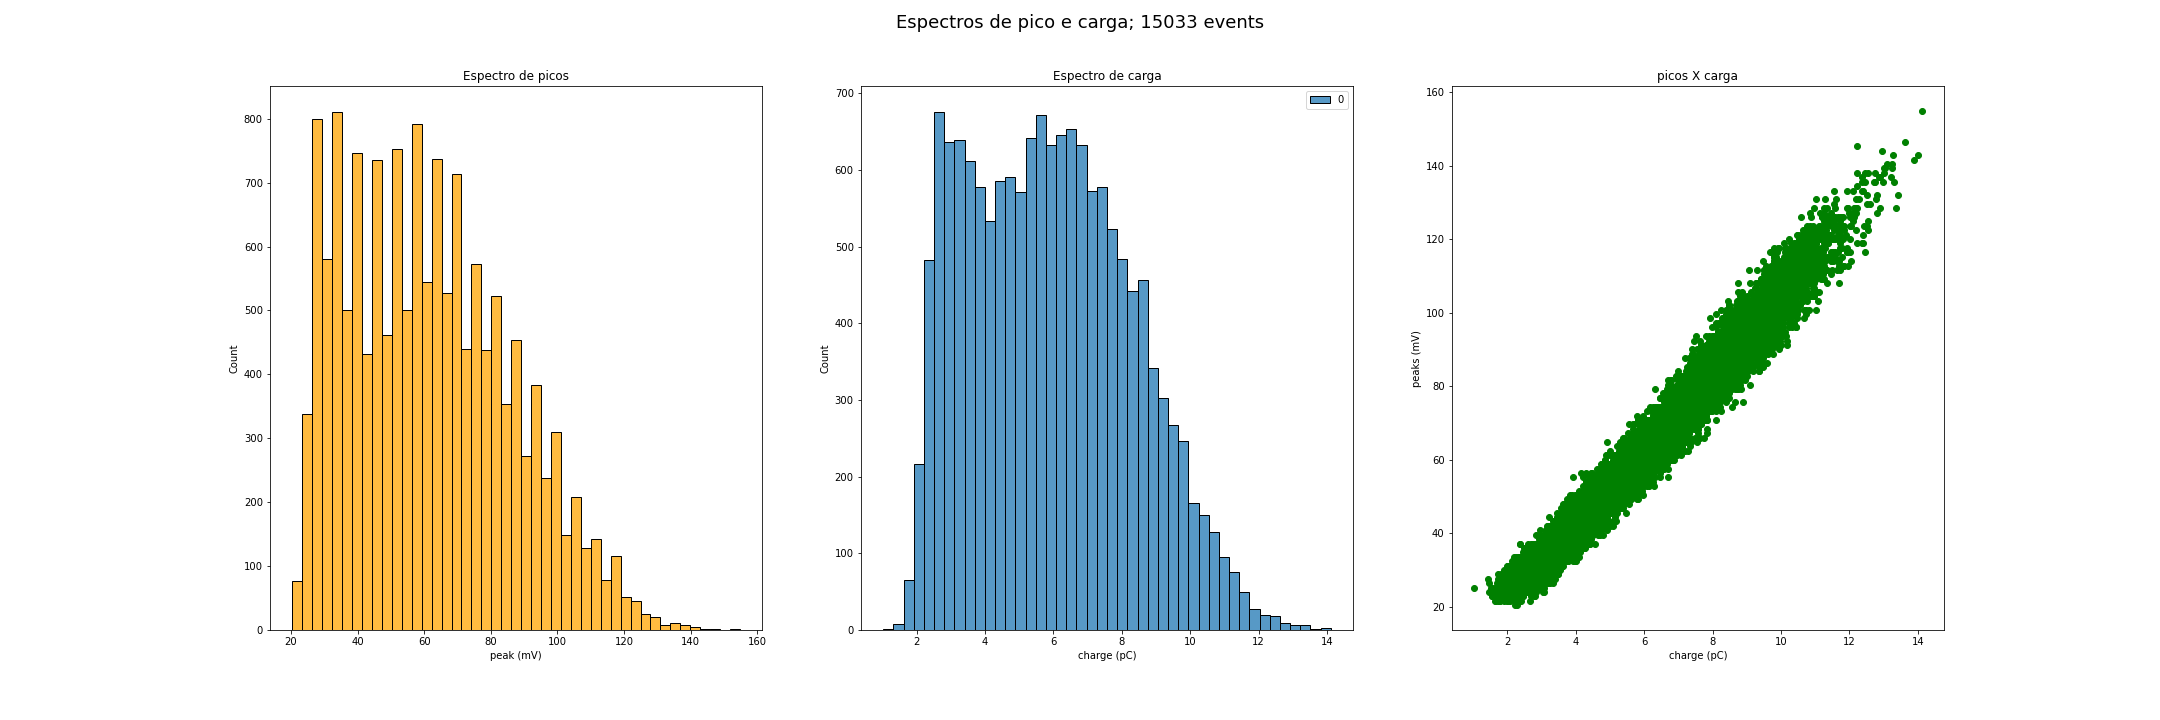 Espectros de pico e carga; 15033 events
Espectro de picos
800
700
600
500
400
300
200
100
0
Count
20 40 60 80 100 120 140 160
peak (mV)
Espectro de carga
0
700
600
500
400
300
200
100
0
Count
2 4 6 8 10 12 14
charge (pC)
picos X carga
160
140
120
100
80
60
40
20
peaks (mV)
2 4 6 8 10 12 14
charge (pC)